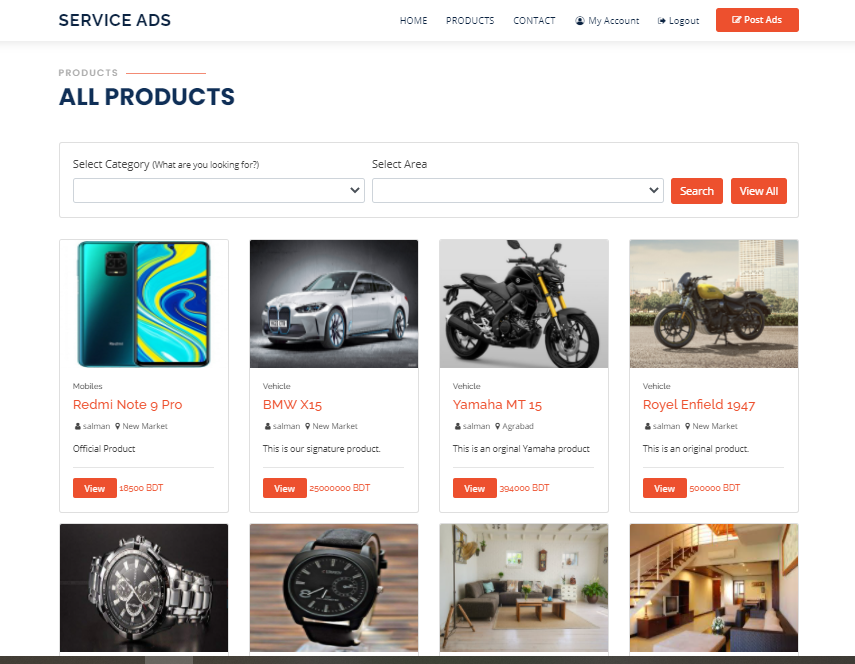 SERVICE ADS
HOME PRODUCTS CONTACT My Account Logout Post Ads
PRODUCTS
ALL PRODUCTS
Select Category (What are you looking for?) Select Area
Search View All
Redmi
Mobiles
Redmi Note 9 Pro
salman New Market
Official Product
View 18500 BDT
Vehicle
BMW X15
salman New Market
This is our signature product.
View 25000000 BDT
Vehicle
Yamaha MT 15
salman Agrabad
This is an orginal Yamaha product
View 394000 BDT
Vehicle
Royel Enfield 1947
salman New Market
This is an original product.
View 500000 BDT